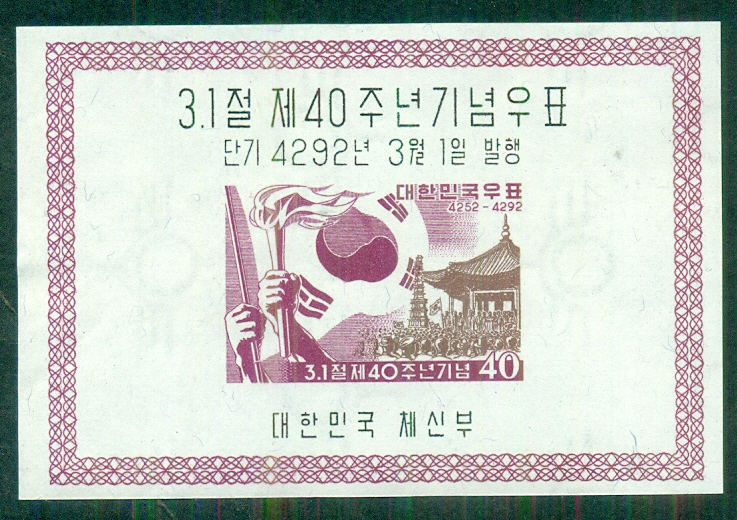 3.1절 제40주년기념우표
단기 4292년 3월 1일 발행
대한민국우표
4252-4292
3.1절제40주년기념 40
대한민국 체신부